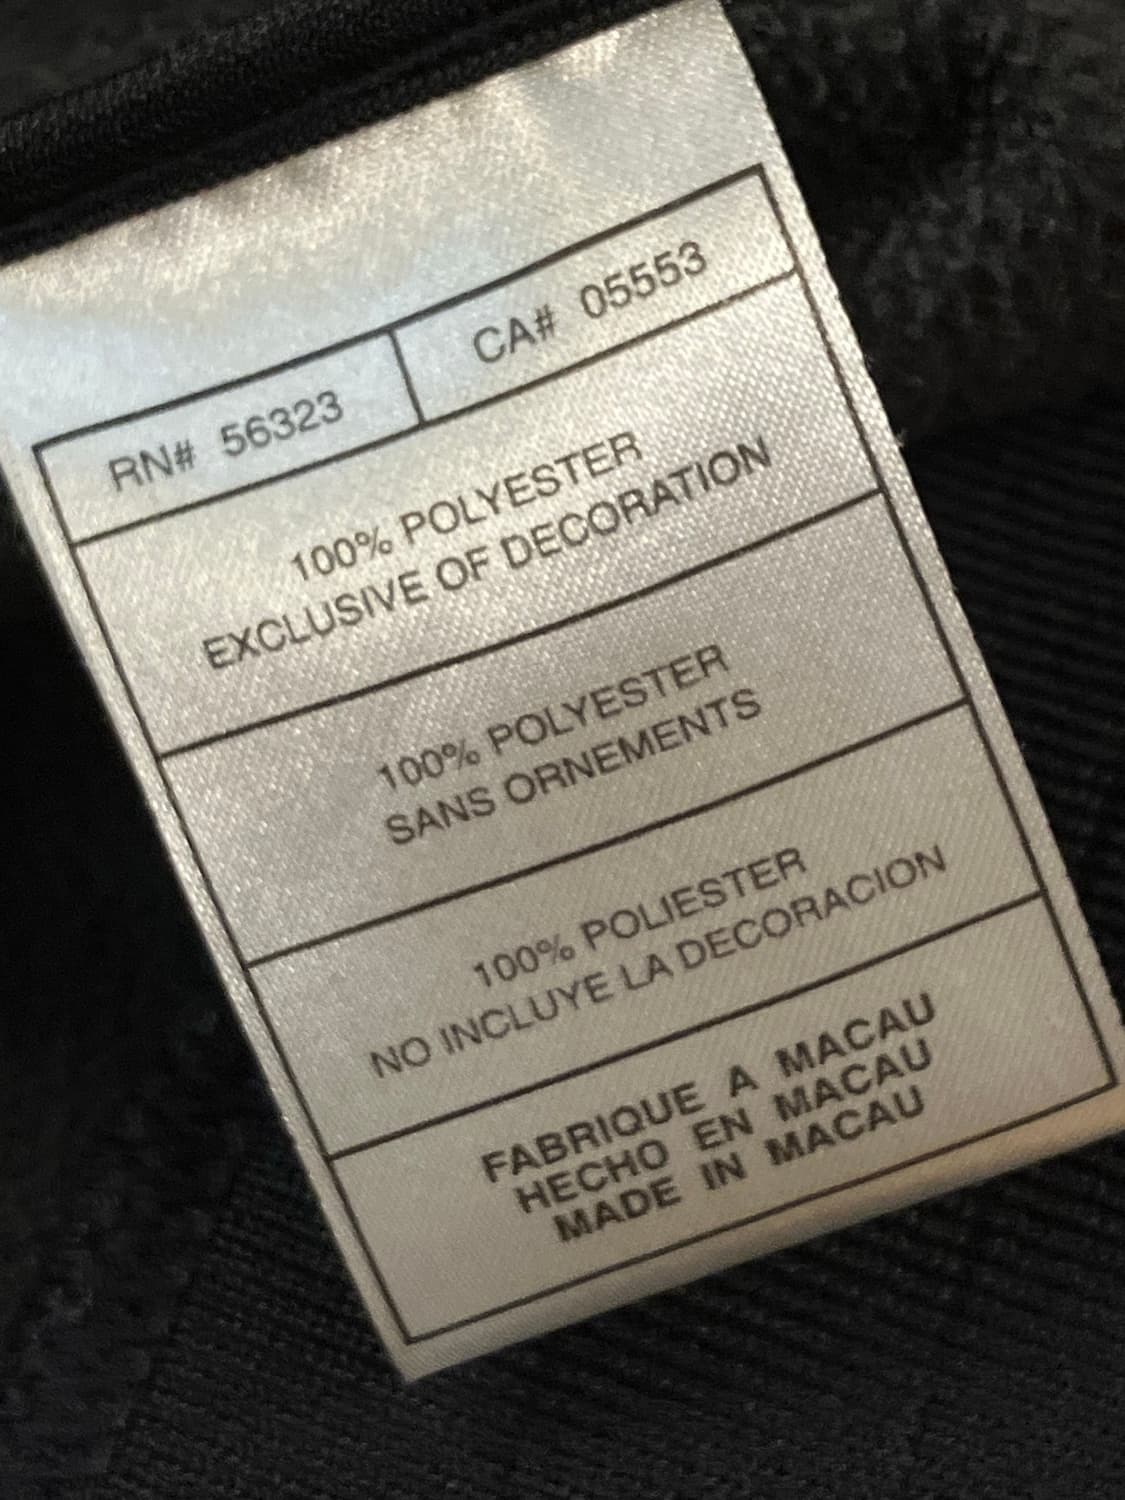 RN# 56323 CA# 05553
100% POLYESTER
EXCLUSIVE OF DECORATION
100% POLYESTER
SANS ORNEMENTS
100% POLIESTER
NO INCLUYE LA DECORACION
FABRIQUE A MACAU
HECHO EN MACAU
MADE IN MACAU